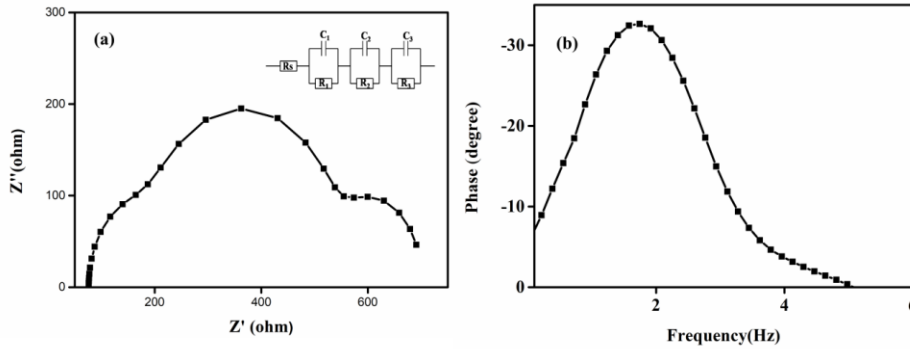 (a)
C1 C2 C3
Rs
R1 R2 R3
300
200
100
0
Z''(ohm)
200 400 600
Z' (ohm)
(b)
-30
-20
-10
0
Phase (degree)
2 4 6
Frequency(Hz)